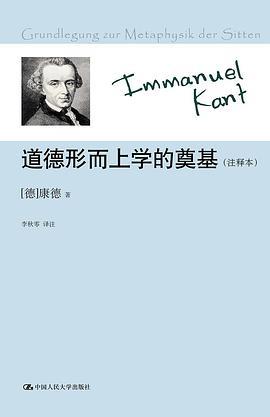 Grundlegung zur Metaphysik der Sitten
Immanuel
Kant
道德形而上学的奠基（注释本）
[德]康德 著
李秋零 译注
中国人民大学出版社